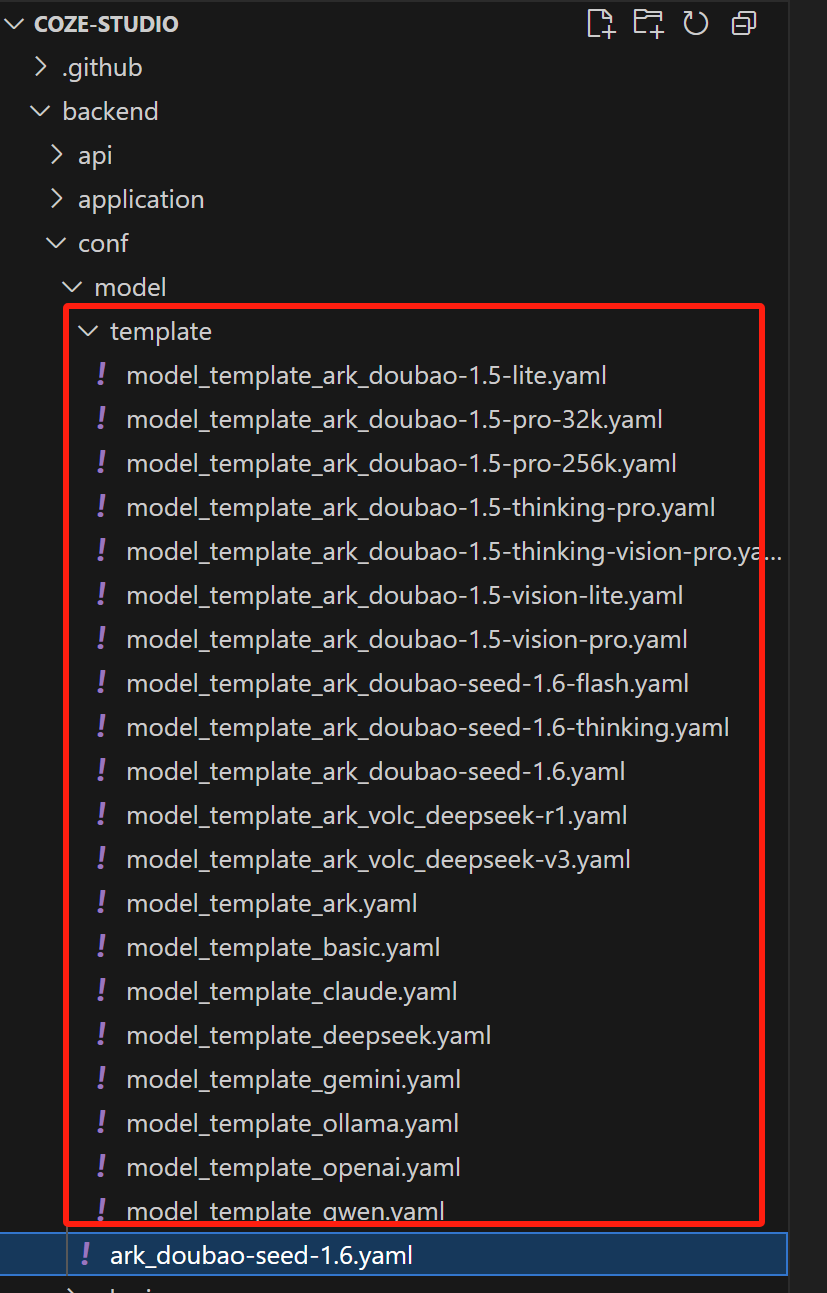 COZE-STUDIO
.github
backend
api
application
conf
model
template
! model_template_ark_doubao-1.5-lite.yaml
! model_template_ark_doubao-1.5-pro-32k.yaml
! model_template_ark_doubao-1.5-pro-256k.yaml
! model_template_ark_doubao-1.5-thinking-pro.yaml
! model_template_ark_doubao-1.5-thinking-vision-pro.ya...
! model_template_ark_doubao-1.5-vision-lite.yaml
! model_template_ark_doubao-1.5-vision-pro.yaml
! model_template_ark_doubao-seed-1.6-flash.yaml
! model_template_ark_doubao-seed-1.6-thinking.yaml
! model_template_ark_doubao-seed-1.6.yaml
! model_template_ark_volc_deepseek-r1.yaml
! model_template_ark_volc_deepseek-v3.yaml
! model_template_ark.yaml
! model_template_basic.yaml
! model_template_claude.yaml
! model_template_deepseek.yaml
! model_template_gemini.yaml
! model_template_ollama.yaml
! model_template_openai.yaml
! model_template_qwen.yaml
! ark_doubao-seed-1.6.yaml